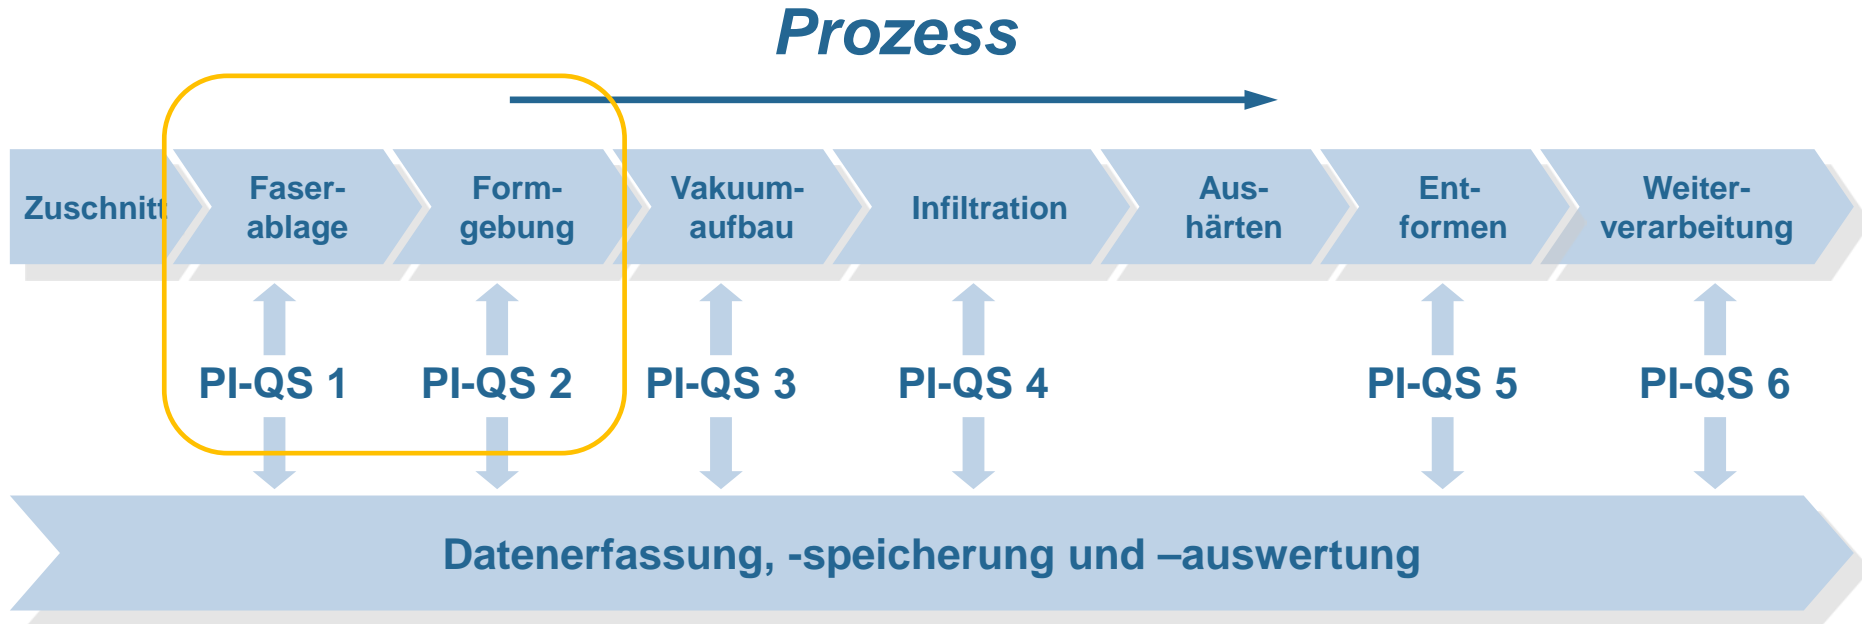 Prozess
Zuschnitt
Faser-
ablage
Form-
gebung
Vakuum-
aufbau
Infiltration
Aus-
härten
Ent-
formen
Weiter-
verarbeitung
PI-QS 1
PI-QS 2
PI-QS 3
PI-QS 4
PI-QS 5
PI-QS 6
Datenerfassung, -speicherung und –auswertung